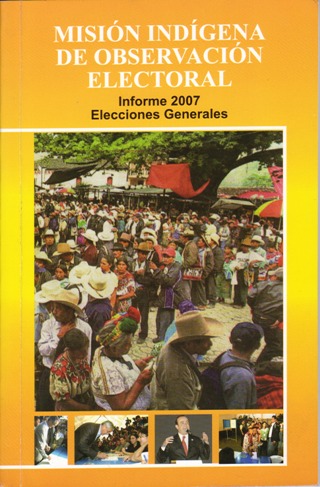 MISIÓN INDÍGENA
DE OBSERVACIÓN
ELECTORAL
Informe 2007
Elecciones Generales